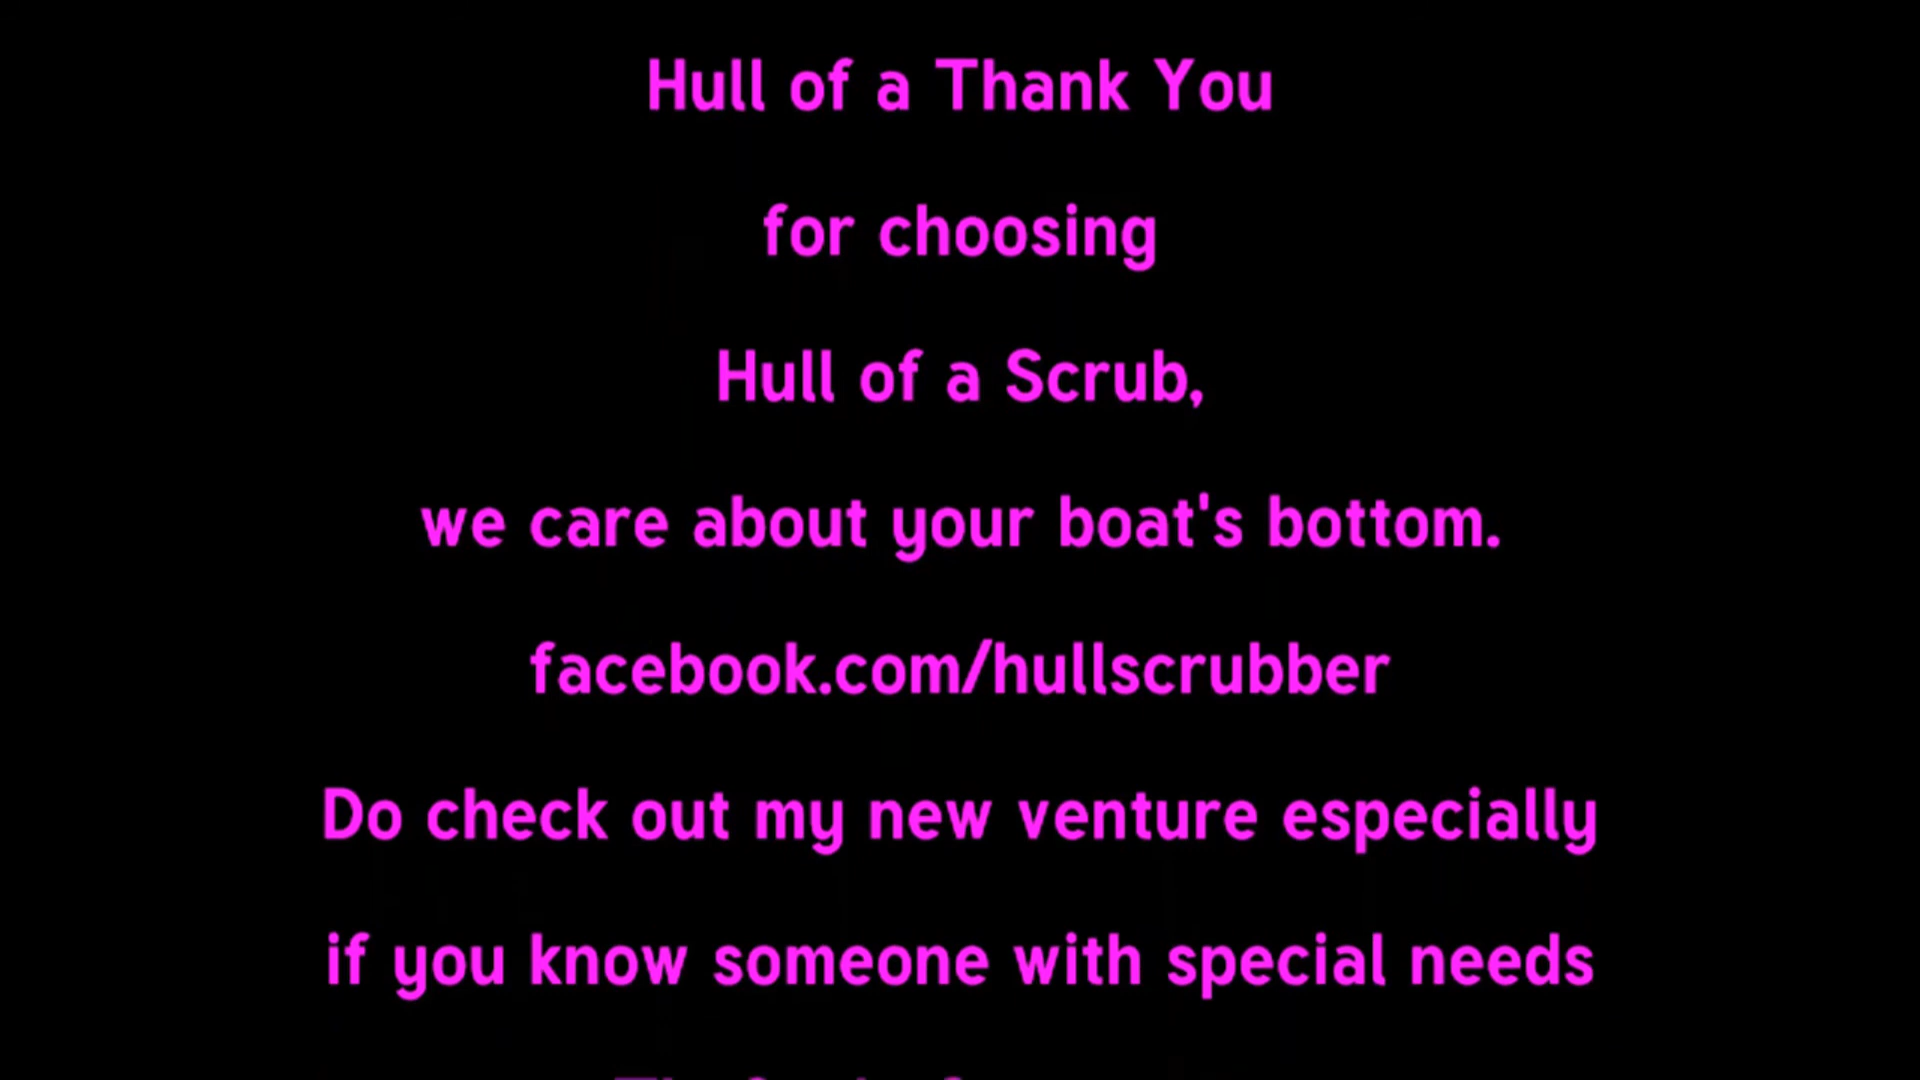 Hull of a Thank You
for choosing
Hull of a Scrub,
we care about your boat's bottom.
facebook.com/hullscrubber
Do check out my new venture especially
if you know someone with special needs